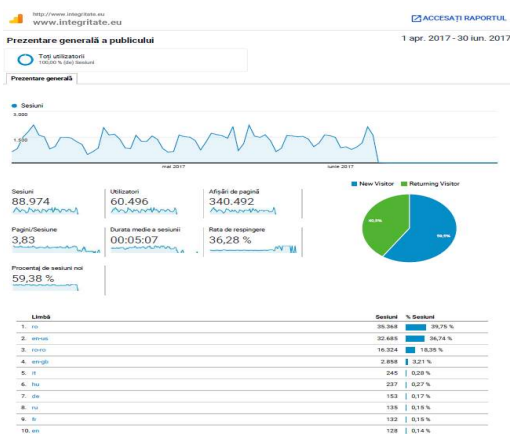 http://www.integritate.eu
www.integritate.eu
ACCESAȚI RAPORTUL
Prezentare generală a publicului
1 apr. 2017 - 30 iun. 2017
Toți utilizatorii
100,00 % (de) Sesiuni
Prezentare generală
Sesiuni
3.000
1.500
mai 2017
iunie 2017
Sesiuni
88.974
Utilizatori
60.496
Afișări de pagină
340.492
Pagini/Sesiune
3,83
Durata medie a sesiunii
00:05:07
Rata de respingere
36,28 %
Procentaj de sesiuni noi
59,38 %
New Visitor
Returning Visitor
Limbă Sesiuni % Sesiuni
1. ro 35.368 39,75 %
2. en-us 32.685 36,74 %
3. ro-ro 16.324 18,35 %
4. en-gb 2.858 3,21 %
5. it 245 0,28 %
6. hu 237 0,27 %
7. de 153 0,17 %
8. ru 135 0,15 %
9. fr 132 0,15 %
10. en 128 0,14 %